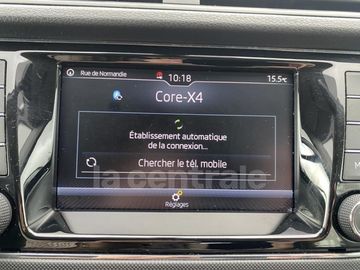 Rue de Normandie
10:18
15.5°C
Core-X4
Établissement automatique
de la connexion...
Chercher le tél. mobile
la centrale
Réglages